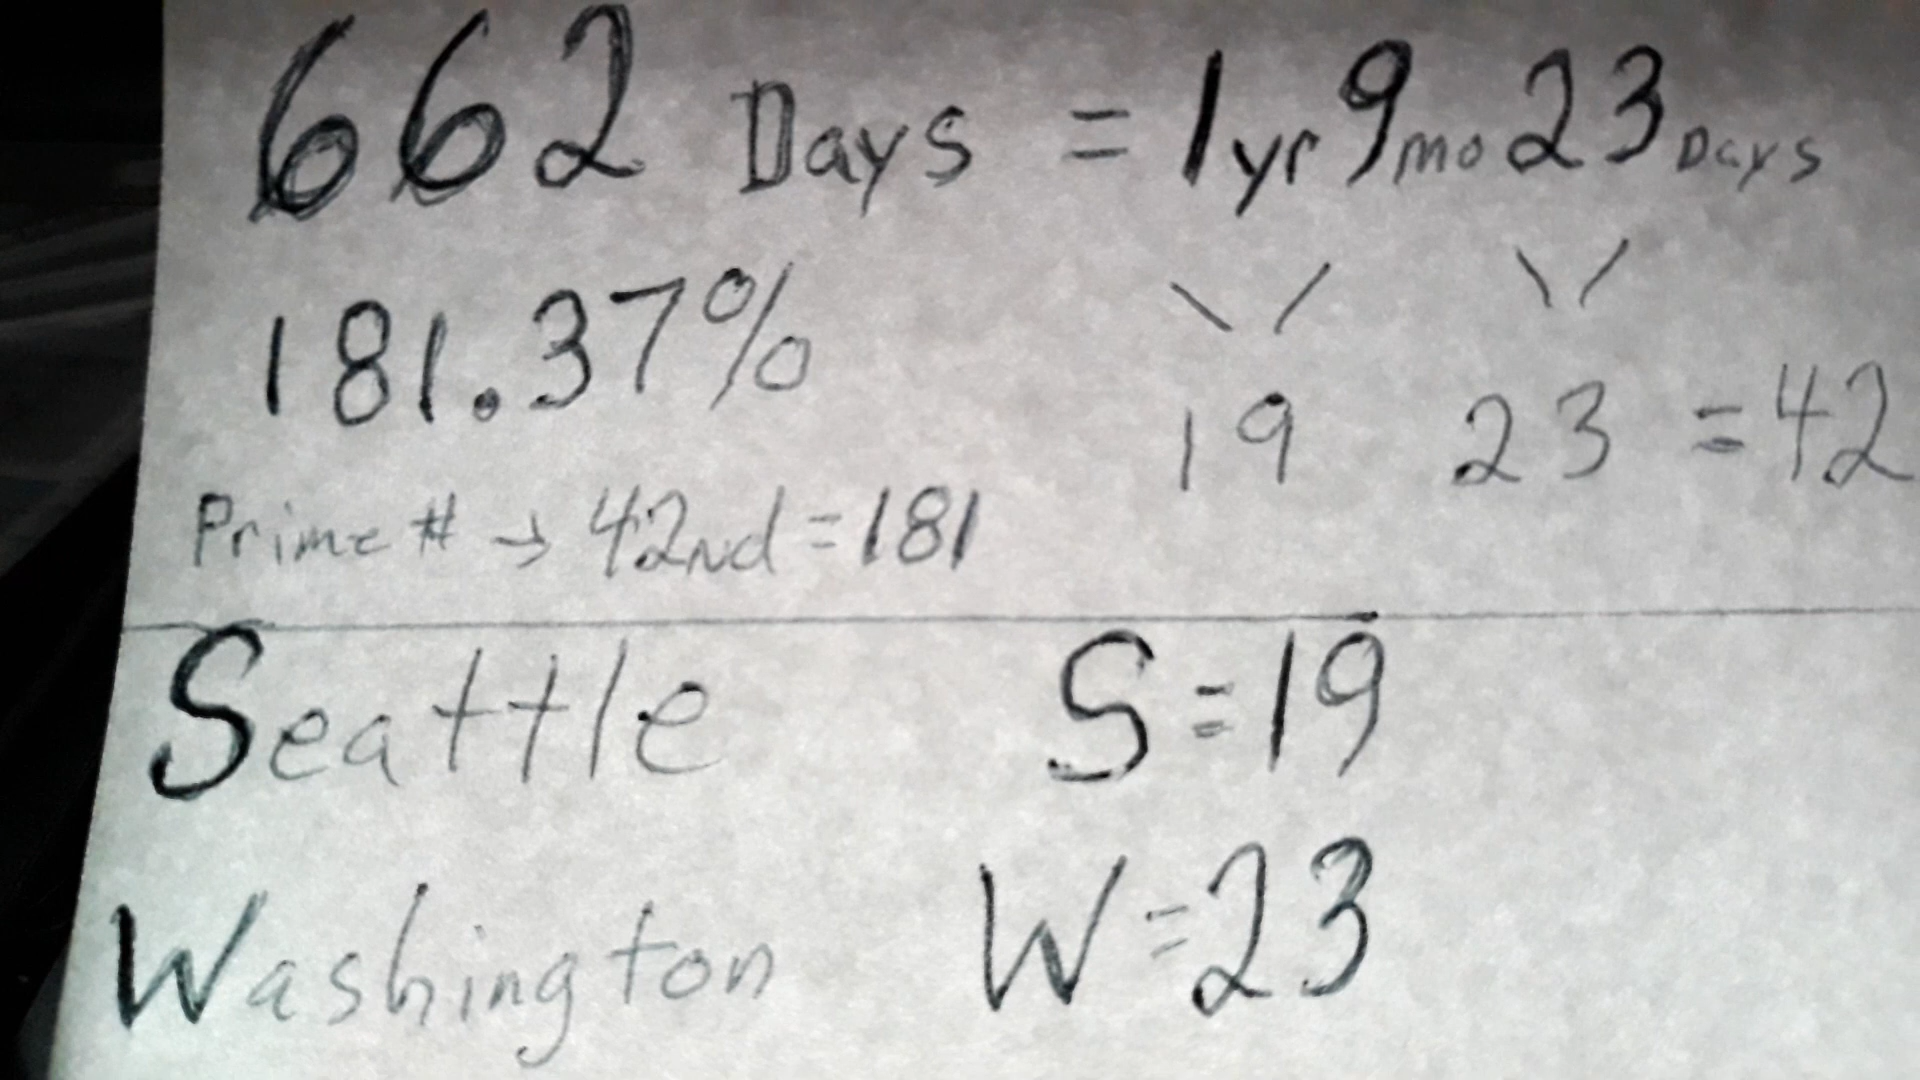 662 Days = 1yr 9mo 23 Days
181.37%
19 23 = 42
Prime # → 42nd = 181
Seattle S=19
Washington W=23